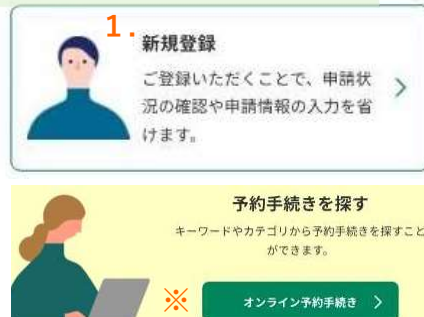 1.
新規登録
ご登録いただくことで、申請状
況の確認や申請情報の入力を省
けます。
予約手続きを探す
キーワードやカテゴリから予約手続きを探すこと
ができます。
※
オンライン予約手続き